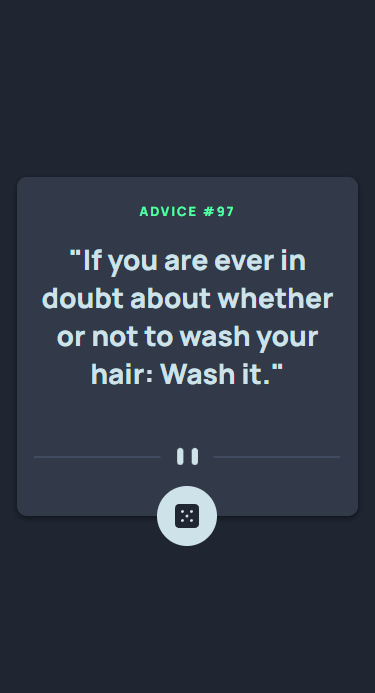 ADVICE #97
"If you are ever in
doubt about whether
or not to wash your
hair: Wash it."